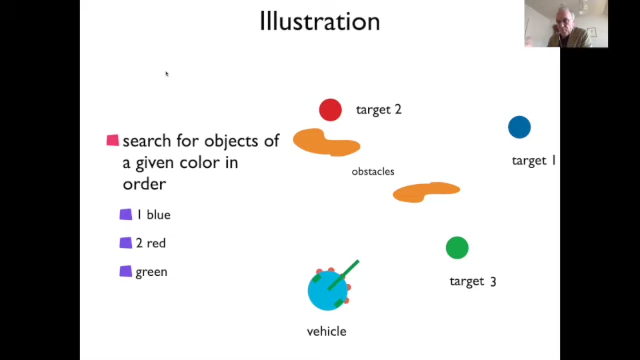 Illustration
search for objects of
a given color in
order
1 blue
2 red
green
target 2
target 1
obstacles
target 3
vehicle